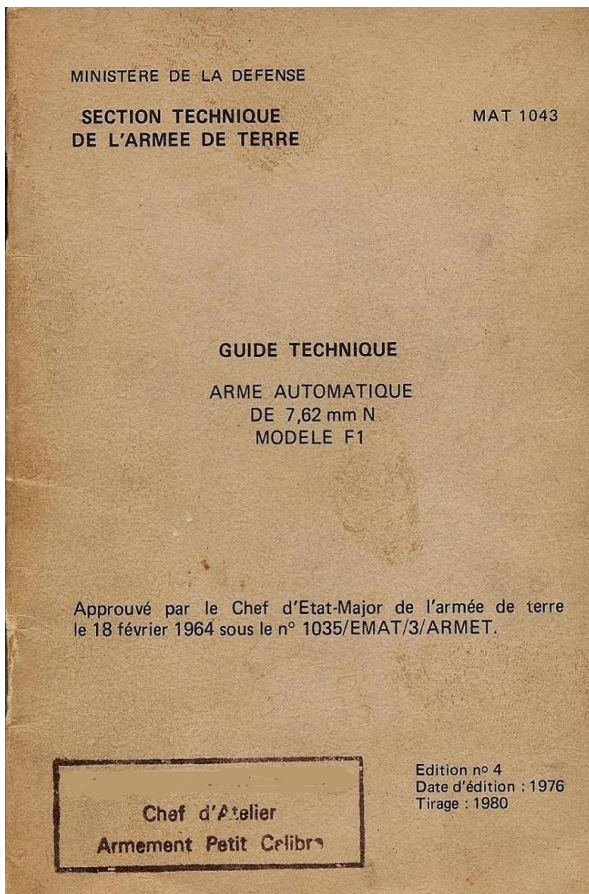 MINISTERE DE LA DEFENSE
SECTION TECHNIQUE
DE L'ARMEE DE TERRE
MAT 1043
GUIDE TECHNIQUE
ARME AUTOMATIQUE
DE 7,62 mm N
MODELE F1
Approuvé par le Chef d'Etat-Major de l'armée de terre
le 18 février 1964 sous le n° 1035/EMAT/3/ARMET.
Edition no 4
Date d'édition : 1976
Tirage : 1980
Chef d'Atelier
Armement Petit Calibre